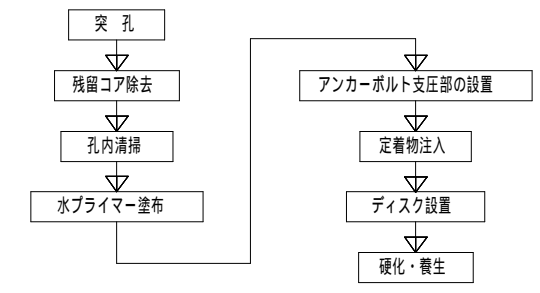 突 孔
残留コア除去
孔内清掃
水プライマー塗布
アンカーボルト支圧部の設置
定着物注入
ディスク設置
硬化・養生